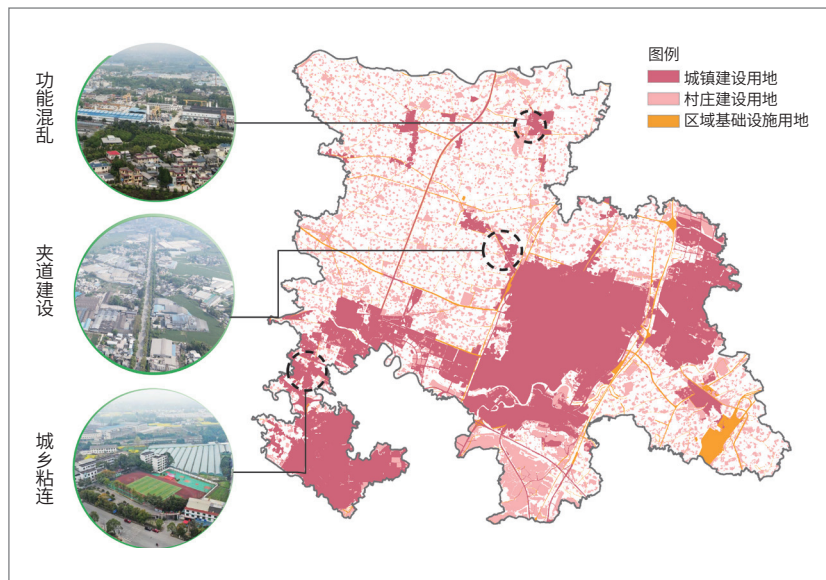 功能混乱
夹道建设
城乡粘连
图例
城镇建设用地
村庄建设用地
区域基础设施用地